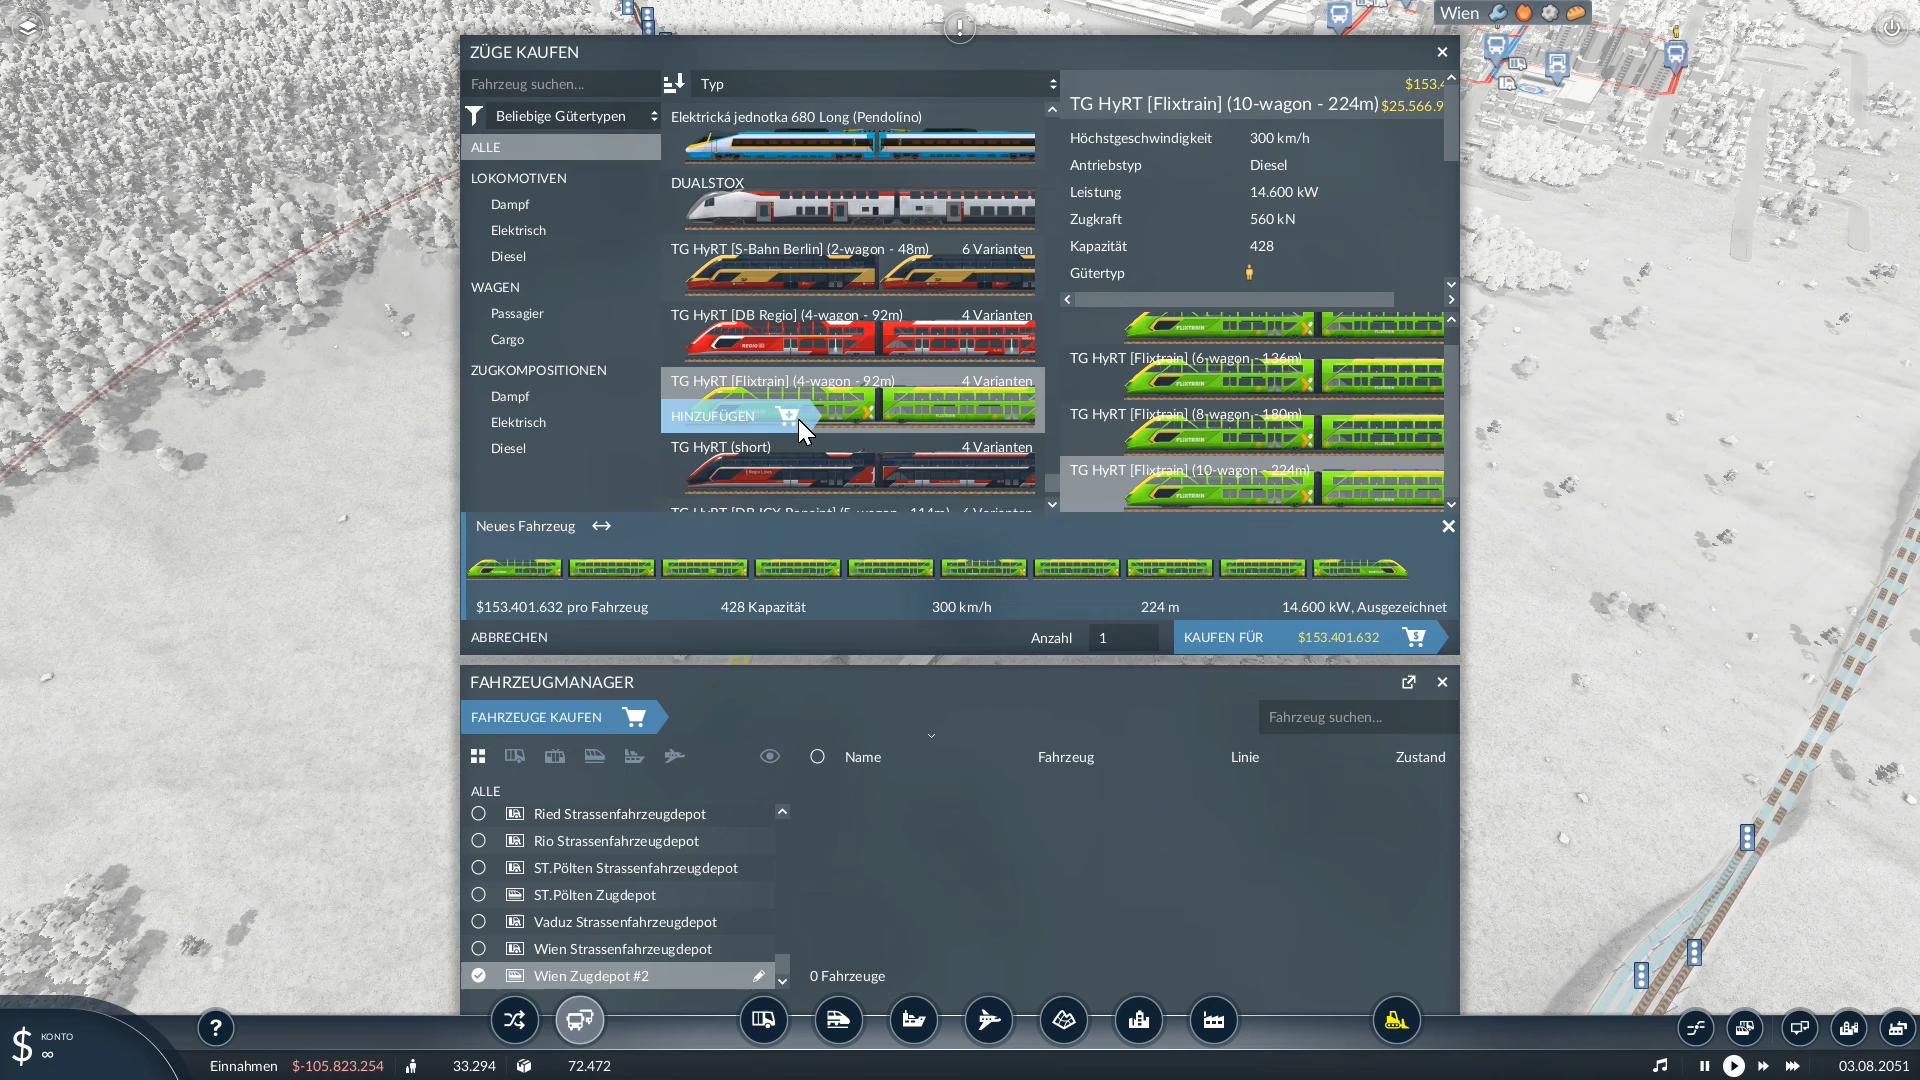 Wien
ZÜGE KAUFEN
Fahrzeug suchen...
Typ
$153.4
TG HyRT [Flixtrain] (10-wagon - 224m)
$25.566.9
Beliebige Gütertypen
ALLE
LOKOMOTIVEN
Dampf
Elektrisch
Diesel
WAGEN
Passagier
Cargo
ZUGKOMPOSITIONEN
Dampf
Elektrisch
Diesel
Elektrická jednotka 680 Long (Pendolíno)
DUALSTOX
TG HyRT [S-Bahn Berlin] (2-wagon - 48m) 6 Varianten
TG HyRT [DB Regio] (4-wagon - 92m) 4 Varianten
TG HyRT [Flixtrain] (4-wagon - 92m) 4 Varianten
HINZUFÜGEN
TG HyRT (short) 4 Varianten
Höchstgeschwindigkeit 300 km/h
Antriebstyp Diesel
Leistung 14.600 kW
Zugkraft 560 kN
Kapazität 428
Gütertyp
TG HyRT [Flixtrain] (6-wagon - 136m)
TG HyRT [Flixtrain] (8-wagon - 180m)
TG HyRT [Flixtrain] (10-wagon - 224m)
Neues Fahrzeug
$153.401.632 pro Fahrzeug 428 Kapazität 300 km/h 224 m 14.600 kW, Ausgezeichnet
ABBRECHEN Anzahl 1 KAUFEN FÜR $153.401.632
FAHRZEUGMANAGER
FAHRZEUGE KAUFEN
Fahrzeug suchen...
Name Fahrzeug Linie Zustand
ALLE
Ried Strassenfahrzeugdepot
Rio Strassenfahrzeugdepot
ST.Pölten Strassenfahrzeugdepot
ST.Pölten Zugdepot
Vaduz Strassenfahrzeugdepot
Wien Strassenfahrzeugdepot
Wien Zugdepot #2
0 Fahrzeuge
KONTO
∞
Einnahmen $-105.823.254 33.294 72.472 03.08.2051